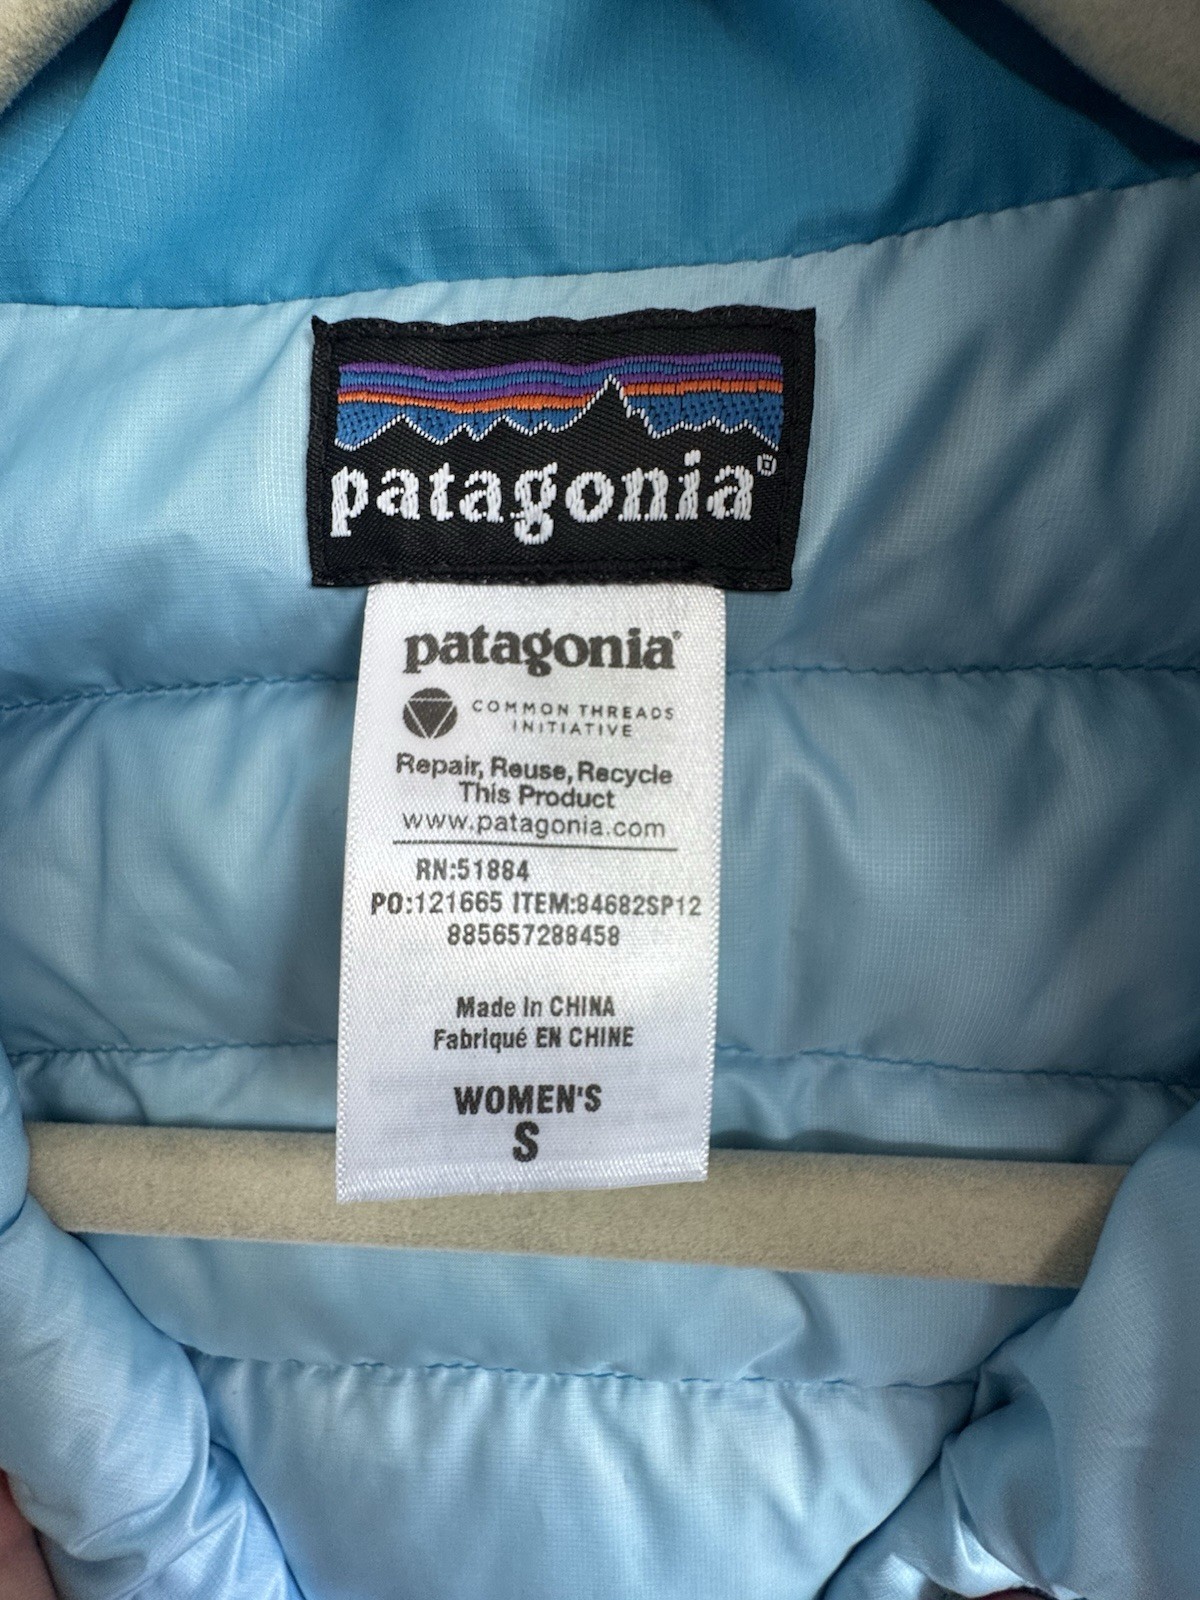 patagonia®
patagonia®
COMMON THREADS
INITIATIVE
Repair, Reuse, Recycle
This Product
www.patagonia.com
RN:51884
PO:121665 ITEM:84682SP12
885657288458
Made In CHINA
Fabriqué EN CHINE
WOMEN'S
S